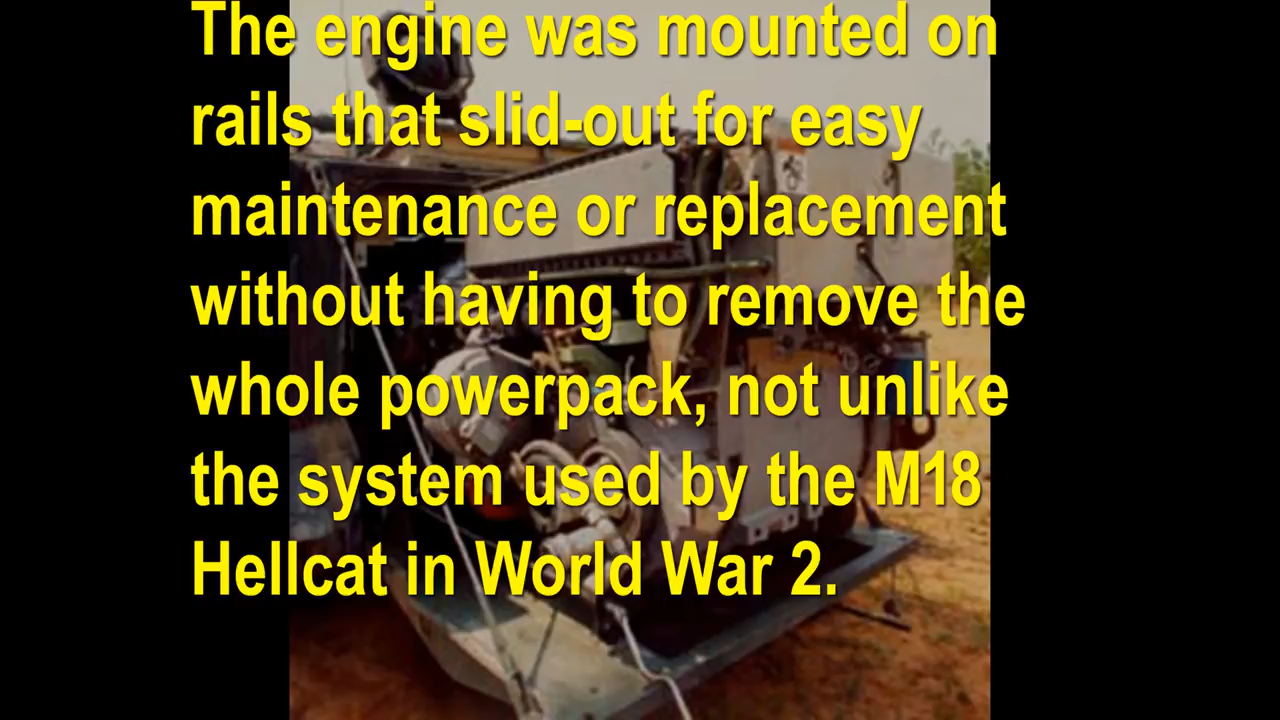 The engine was mounted on
rails that slid-out for easy
maintenance or replacement
without having to remove the
whole powerpack, not unlike
the system used by the M18
Hellcat in World War 2.